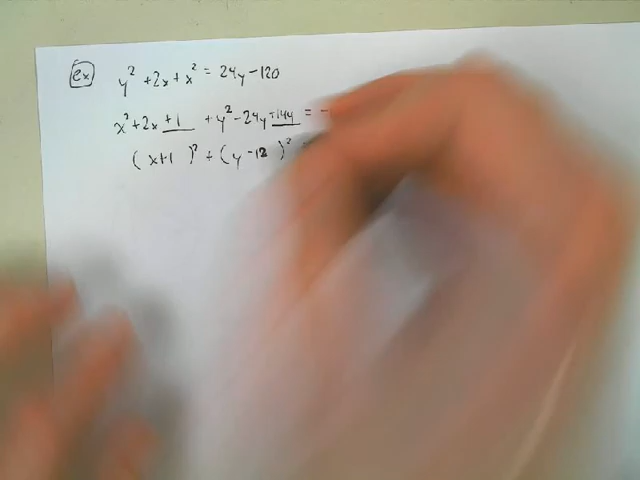 ex y² + 2x + x² = 24y - 120
x² + 2x + 1 + y² - 24y + 144 = -
( x+1 )² + ( y - 12 )²